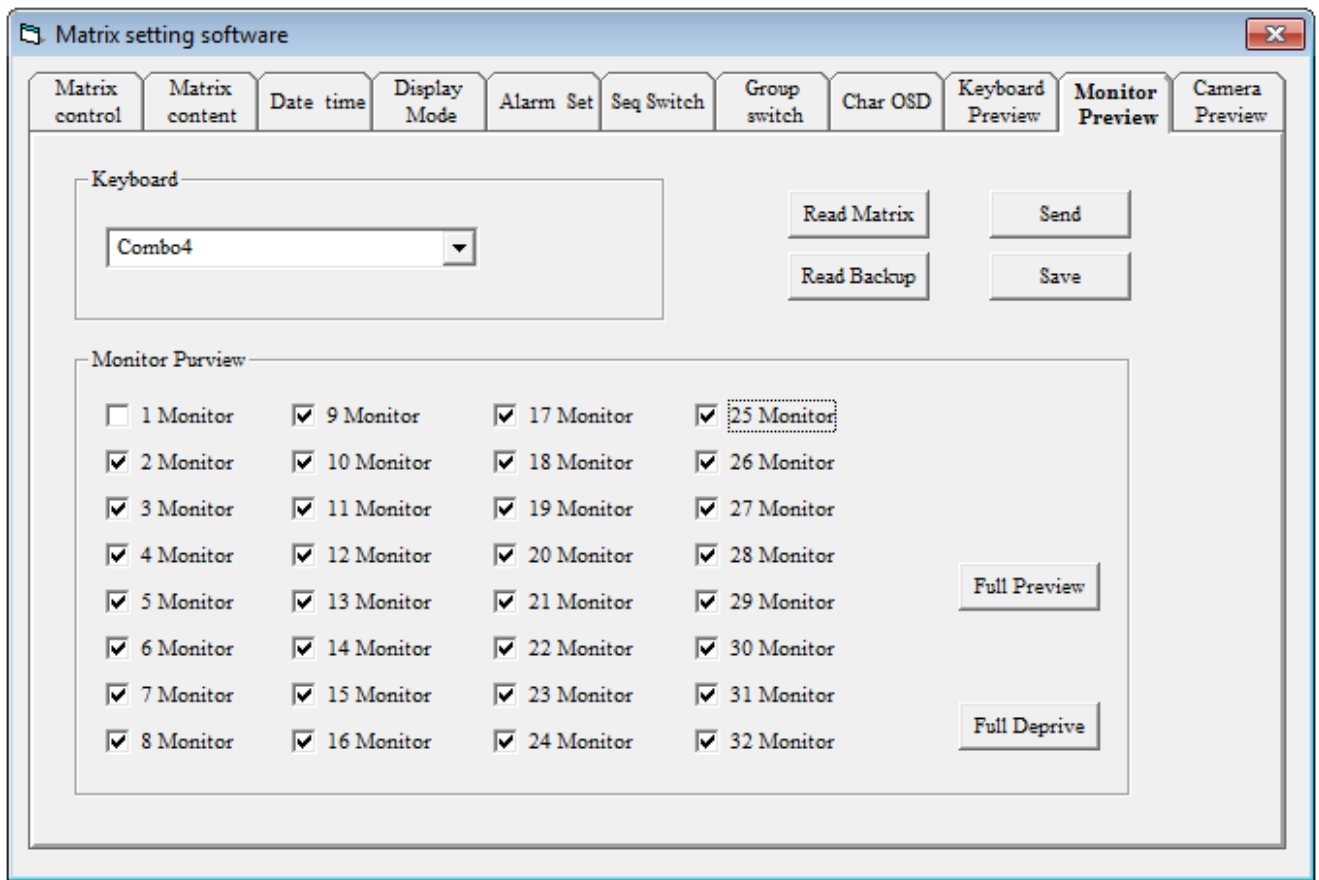 Matrix setting software
Matrix control
Matrix content
Date time
Display Mode
Alarm Set
Seq Switch
Group switch
Char OSD
Keyboard Preview
Monitor Preview
Camera Preview
Keyboard
Combo4
Read Matrix
Send
Read Backup
Save
Monitor Purview
1 Monitor
9 Monitor
17 Monitor
25 Monitor
2 Monitor
10 Monitor
18 Monitor
26 Monitor
3 Monitor
11 Monitor
19 Monitor
27 Monitor
4 Monitor
12 Monitor
20 Monitor
28 Monitor
5 Monitor
13 Monitor
21 Monitor
29 Monitor
6 Monitor
14 Monitor
22 Monitor
30 Monitor
7 Monitor
15 Monitor
23 Monitor
31 Monitor
8 Monitor
16 Monitor
24 Monitor
32 Monitor
Full Preview
Full Deprive